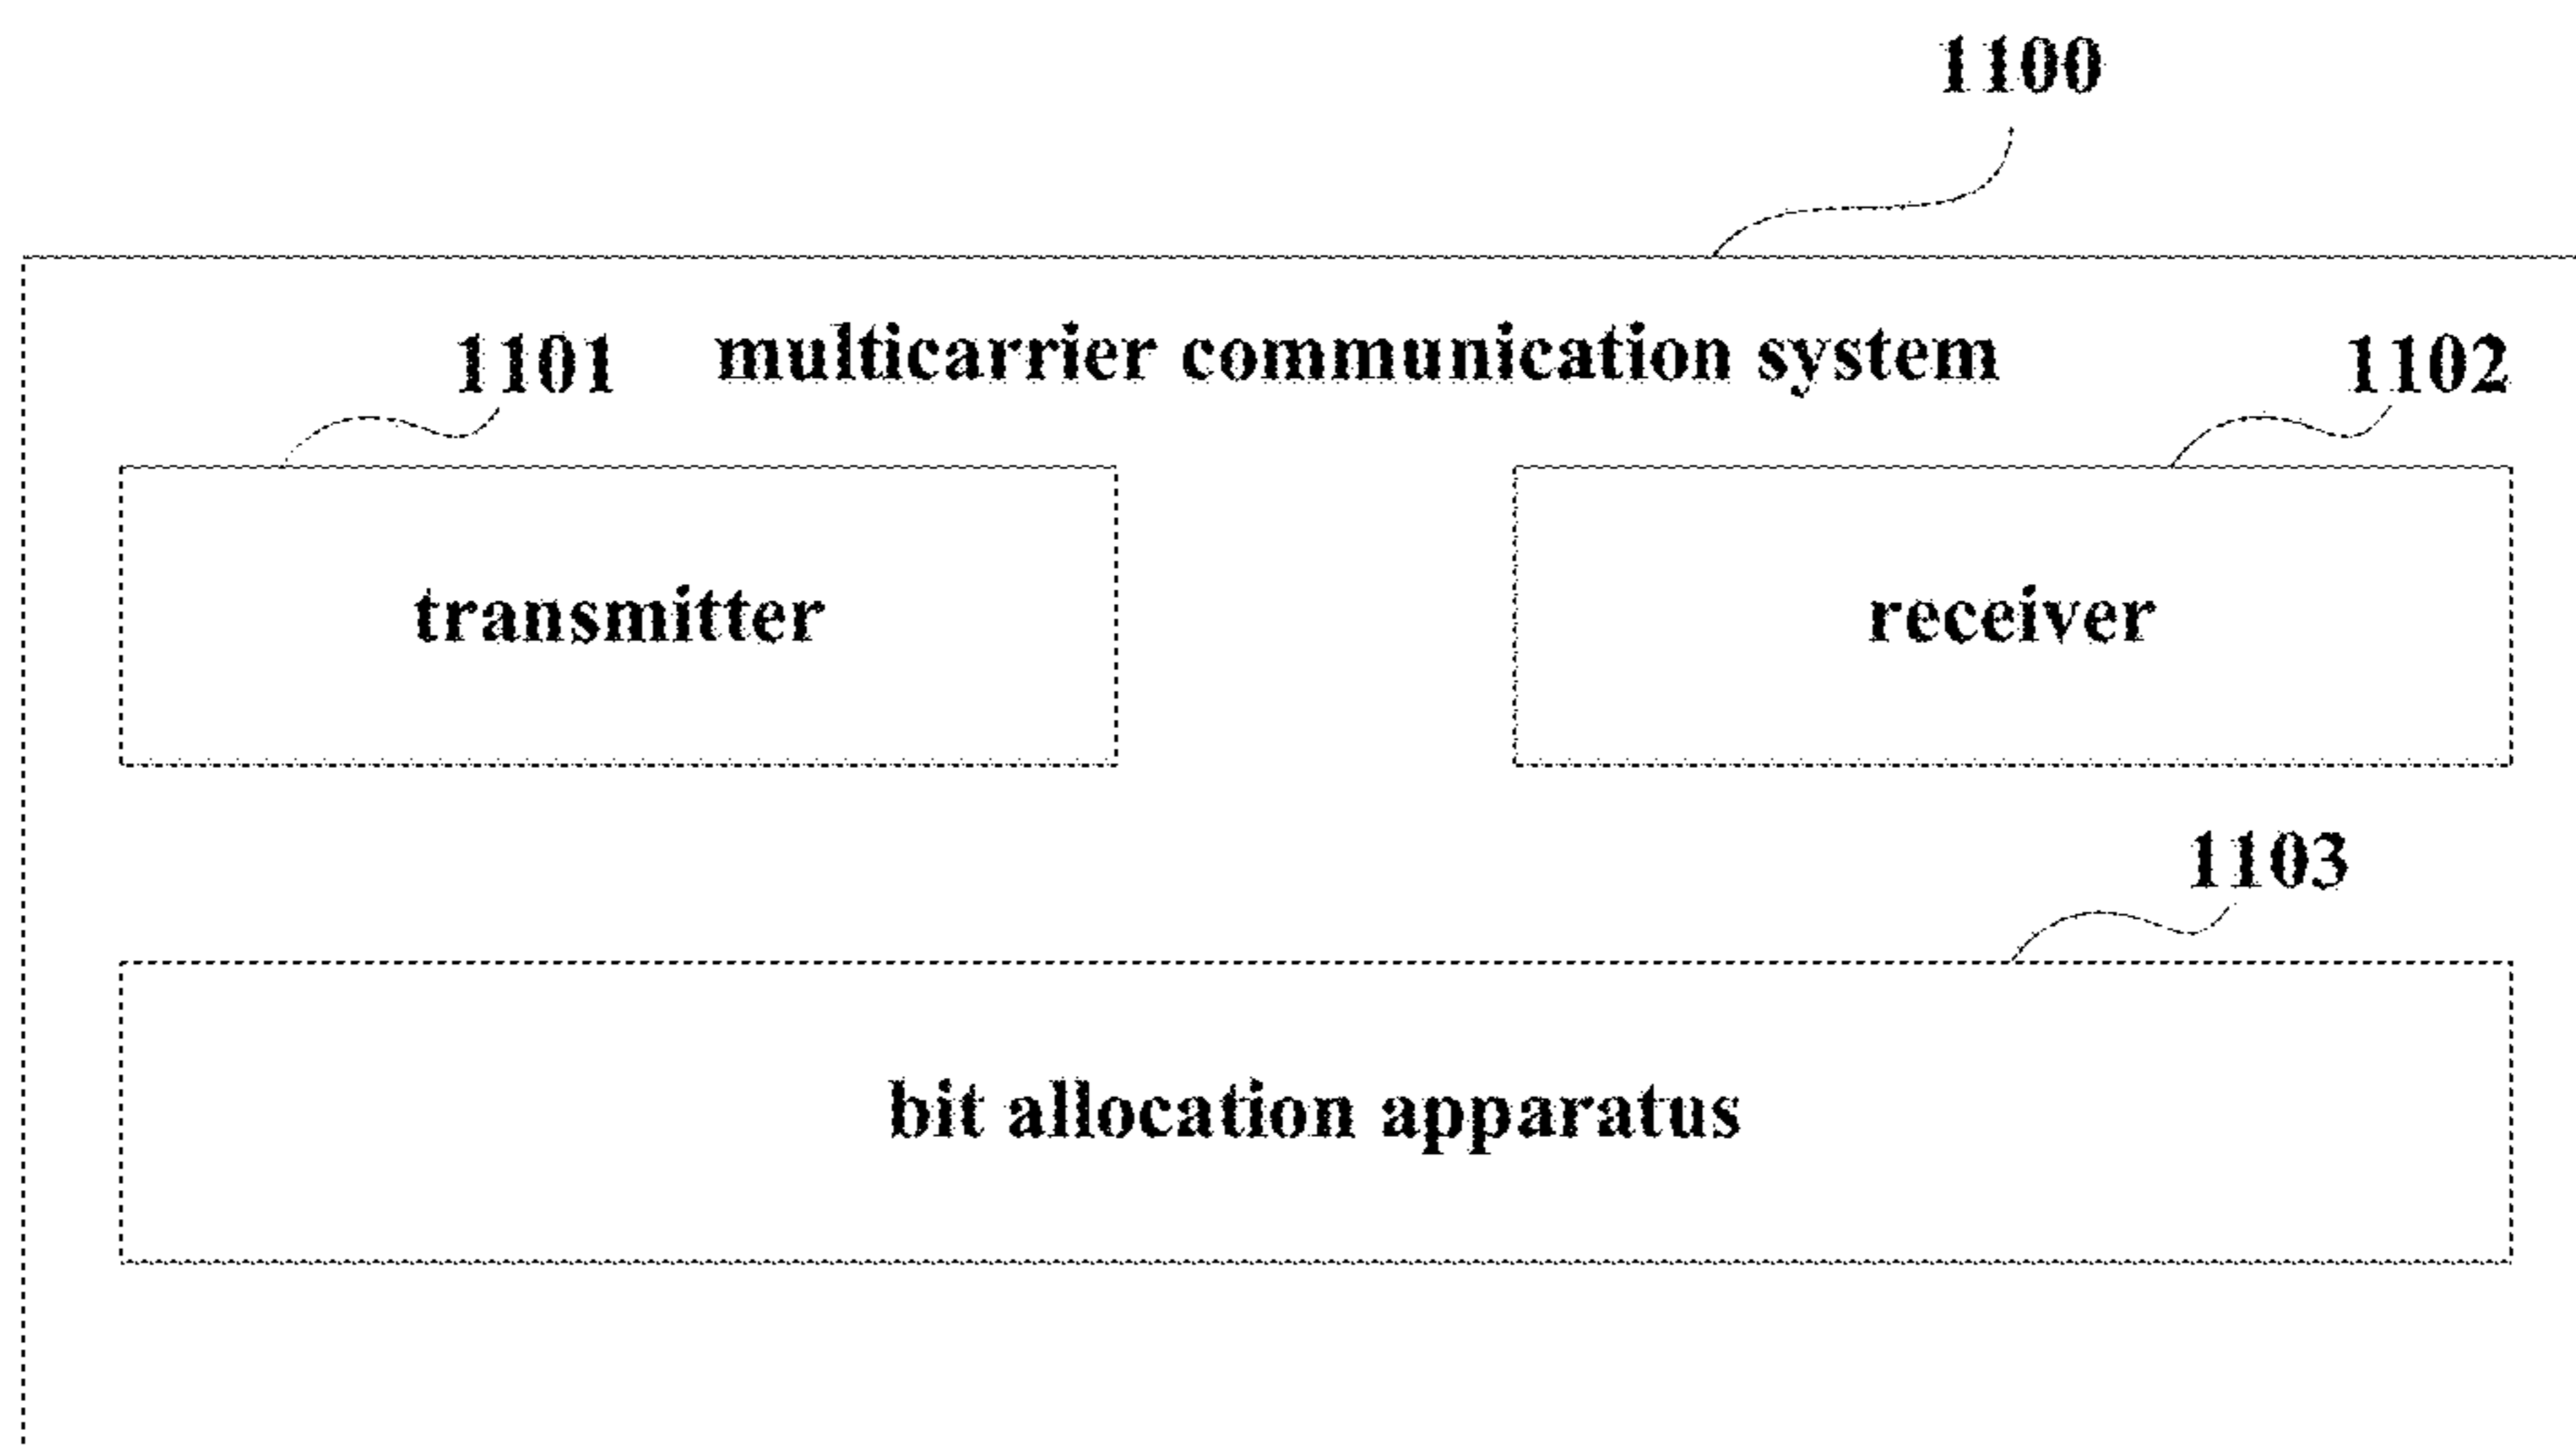 1100
1101 multicarrier communication system 1102
transmitter receiver
1103
bit allocation apparatus